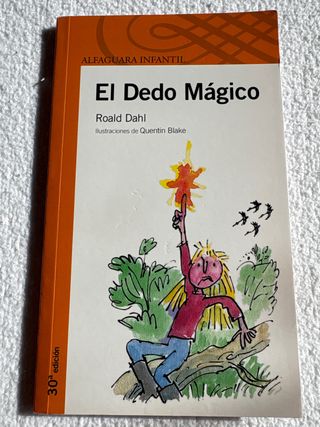 ALFAGUARA INFANTIL
El Dedo Mágico
Roald Dahl
Ilustraciones de Quentin Blake
30ª edición